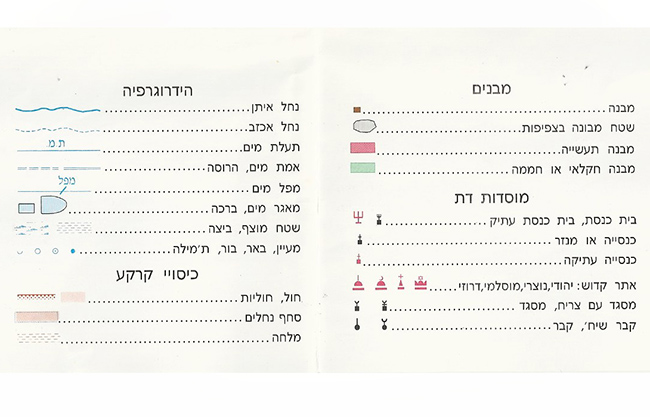 מבנים
מבנה
שטח מבונה בצפיפות
מבנה תעשייה
מבנה חקלאי או חממה
מוסדות דת
בית כנסת, בית כנסת עתיק
כנסייה או מנזר
כנסייה עתיקה
אתר קדוש: יהודי,נוצרי,מוסלמי,דרוזי
מסגד עם צריח, מסגד
קבר שיח׳, קבר
הידרוגרפיה
נחל איתן
נחל אכזב
תעלת מים
ת.מ.
אמת מים, הרוסה
מפל מים
מפל
מאגר מים, ברכה
שטח מוצף, ביצה
מעיין, באר, בור, ת׳מילה
כיסויי קרקע
חול, חוליות
סחף נחלים
מלחה